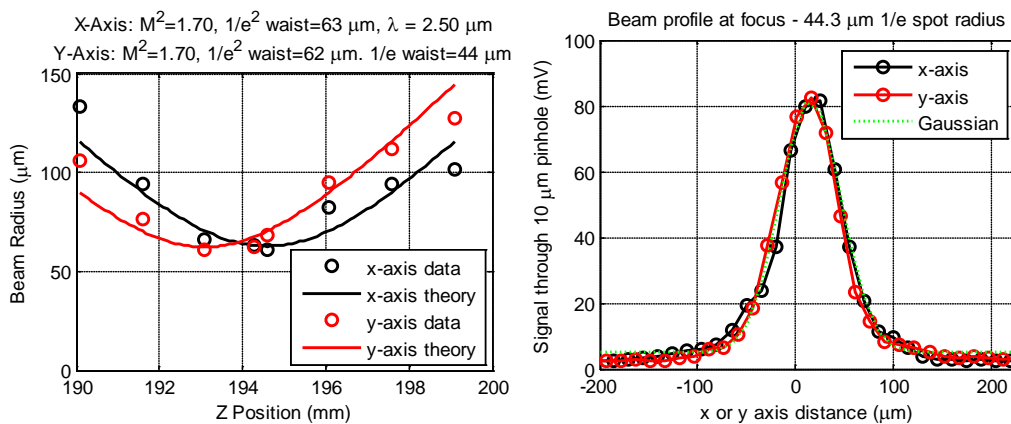 X-Axis: M²=1.70, 1/e² waist=63 μm, λ = 2.50 μm
Y-Axis: M²=1.70, 1/e² waist=62 μm. 1/e waist=44 μm
150
100
50
0
190
192
194
196
198
200
Beam Radius (μm)
Z Position (mm)
x-axis data
x-axis theory
y-axis data
y-axis theory
Beam profile at focus - 44.3 μm 1/e spot radius
100
80
60
40
20
0
-200
-100
0
100
200
Signal through 10 μm pinhole (mV)
x or y axis distance (μm)
x-axis
y-axis
Gaussian